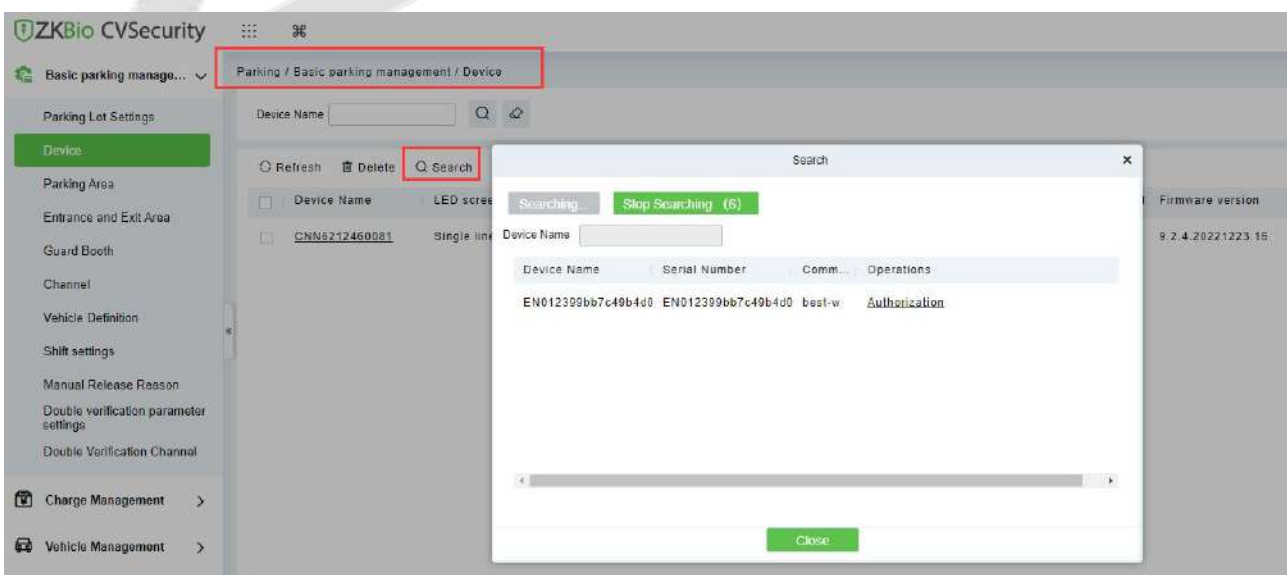 ZKBio CVSecurity
Basic parking manage...
Parking / Basic parking management / Device
Parking Lot Settings
Device Name
Device
Refresh Delete Search
Search
Parking Area
Device Name LED scree Firmware version
Searching... Stop Searching (6)
Entrance and Exit Area
CNN6212460081 Single line 9.2.4.20221223.16
Device Name
Guard Booth
Device Name Serial Number Comm... Operations
Channel
EN012399bb7c49b4d0 EN012399bb7c49b4d0 best-w Authorization
Vehicle Definition
Shift settings
Manual Release Reason
Double verification parameter
settings
Double Verification Channel
Charge Management
Close
Vehicle Management